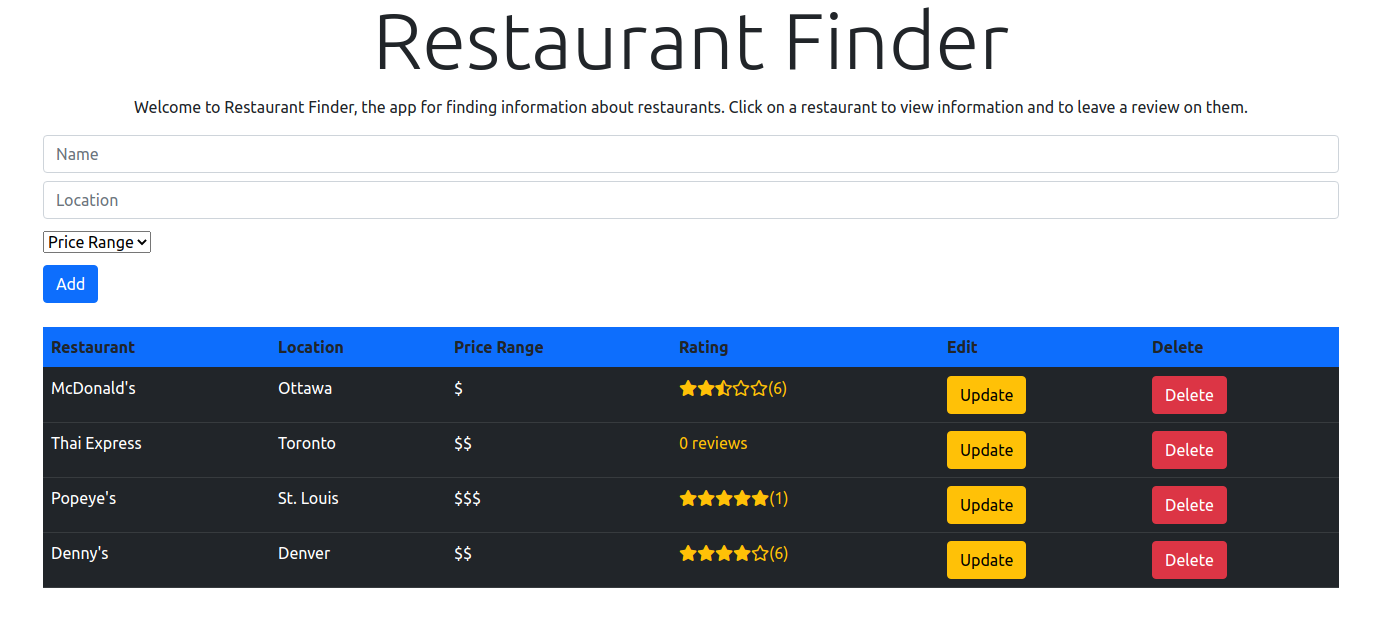 Restaurant Finder
Welcome to Restaurant Finder, the app for finding information about restaurants. Click on a restaurant to view information and to leave a review on them.
Name
Location
Price Range
Add
Restaurant Location Price Range Rating Edit Delete
McDonald's Ottawa $ (6) Update Delete
Thai Express Toronto $$ 0 reviews Update Delete
Popeye's St. Louis $$$ (1) Update Delete
Denny's Denver $$ (6) Update Delete